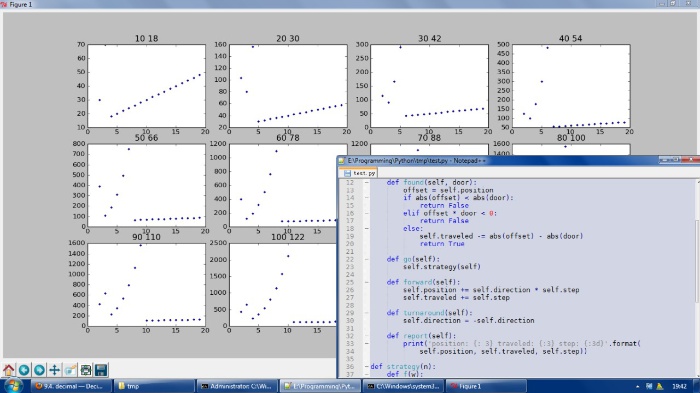 Figure 1
10 18
20 30
30 42
40 54
70
60
50
40
30
20
10
0 5 10 15 20
160
140
120
100
80
60
40
20
0 5 10 15 20
300
250
200
150
100
50
0
0 5 10 15 20
500
450
400
350
300
250
200
150
100
50
0 5 10 15 20
50 66
60 78
70 88
80 100
800
700
600
500
400
300
200
100
0
0 5 10 15 20
1200
1000
800
600
400
200
0
0 5 10 15 20
1200
1600
90 110
100 122
1600
1400
1200
1000
800
600
400
200
0
0 5 10 15 20
2500
2000
1500
1000
500
0
0 5 10 15
E:\Programming\Python\tmp\test.py - Notepad++
test.py
12 def found(self, door):
13 offset = self.position
14 if abs(offset) < abs(door):
15 return False
16 elif offset * door < 0:
17 return False
18 else:
19 self.traveled -= abs(offset) - abs(door)
20 return True
21
22 def go(self):
23 self.strategy(self)
24
25 def forward(self):
26 self.position += self.direction * self.step
27 self.traveled += self.step
28
29 def turnaround(self):
30 self.direction = -self.direction
31
32 def report(self):
33 print('position: {: 3} traveled: {:3} step: {:3d}'.format(
34 self.position, self.traveled, self.step))
35
36 def strategy(n):
37 def f(w):
9.4. decimal — Deci...
tmp
Administrator: C:\Wi...
E:\Programming\Pyt...
C:\Windows\system3...
Figure 1
19:42